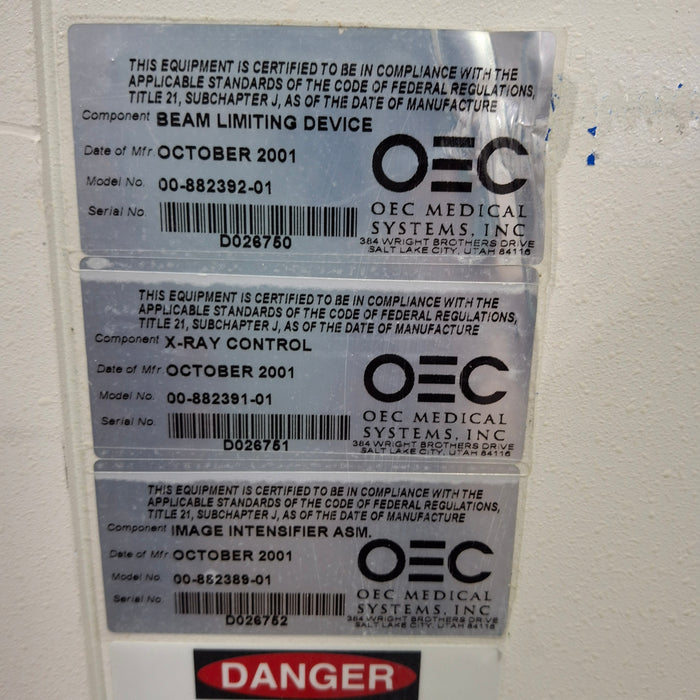 THIS EQUIPMENT IS CERTIFIED TO BE IN COMPLIANCE WITH THE
APPLICABLE STANDARDS OF THE CODE OF FEDERAL REGULATIONS,
TITLE 21, SUBCHAPTER J, AS OF THE DATE OF MANUFACTURE
Component BEAM LIMITING DEVICE
Date of Mfr OCTOBER 2001
Model No. 00-882392-01
Serial No.
D026750
OEC
OEC MEDICAL
SYSTEMS, INC
384 WRIGHT BROTHERS DRIVE
SALT LAKE CITY, UTAH 84116
THIS EQUIPMENT IS CERTIFIED TO BE IN COMPLIANCE WITH THE
APPLICABLE STANDARDS OF THE CODE OF FEDERAL REGULATIONS,
TITLE 21, SUBCHAPTER J, AS OF THE DATE OF MANUFACTURE
Component X-RAY CONTROL
Date of Mfr OCTOBER 2001
Model No. 00-882391-01
Serial No.
D026751
OEC
OEC MEDICAL
SYSTEMS, INC
384 WRIGHT BROTHERS DRIVE
SALT LAKE CITY, UTAH 84116
THIS EQUIPMENT IS CERTIFIED TO BE IN COMPLIANCE WITH THE
APPLICABLE STANDARDS OF THE CODE OF FEDERAL REGULATIONS,
TITLE 21, SUBCHAPTER J, AS OF THE DATE OF MANUFACTURE
Component IMAGE INTENSIFIER ASM.
Date of Mfr OCTOBER 2001
Model No. 00-882389-01
Serial No.
D026752
OEC
OEC MEDICAL
SYSTEMS, INC
384 WRIGHT BROTHERS DRIVE
SALT LAKE CITY, UTAH 84116
DANGER